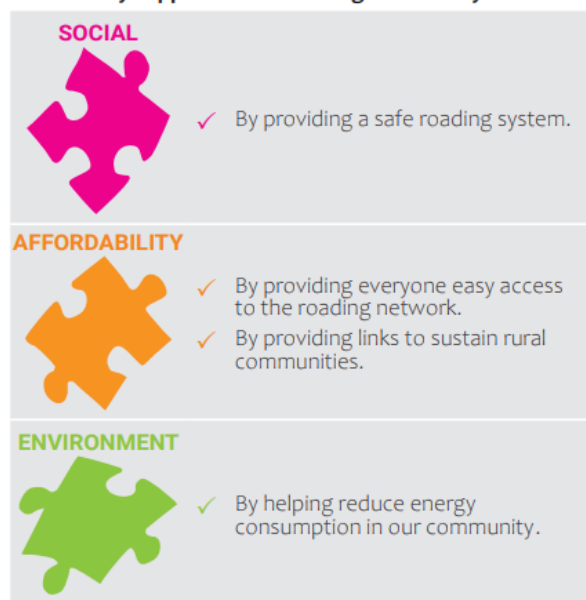 SOCIAL
✓ By providing a safe roading system.
AFFORDABILITY
✓ By providing everyone easy access
to the roading network.
✓ By providing links to sustain rural
communities.
ENVIRONMENT
✓ By helping reduce energy
consumption in our community.